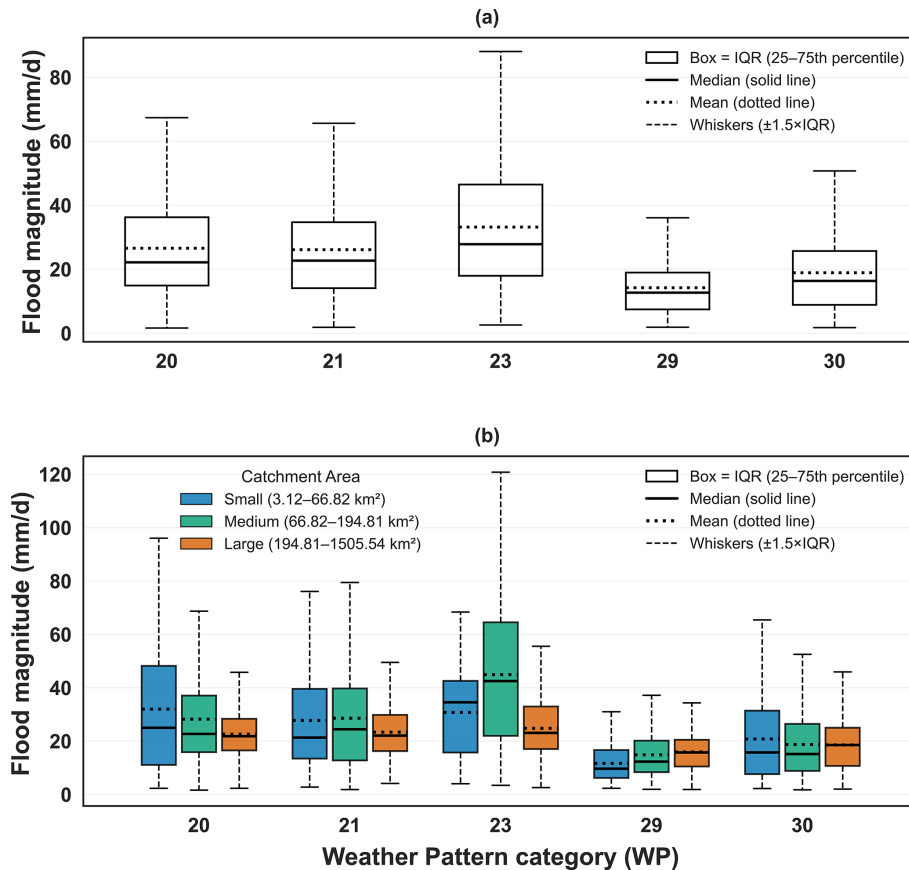 (a)
Flood magnitude (mm/d)
80
60
40
20
0
Box = IQR (25–75th percentile)
Median (solid line)
Mean (dotted line)
Whiskers (±1.5×IQR)
20 21 23 29 30
(b)
Flood magnitude (mm/d)
120
100
80
60
40
20
0
Catchment Area
Small (3.12–66.82 km²)
Medium (66.82–194.81 km²)
Large (194.81–1505.54 km²)
Box = IQR (25–75th percentile)
Median (solid line)
Mean (dotted line)
Whiskers (±1.5×IQR)
20 21 23 29 30
Weather Pattern category (WP)